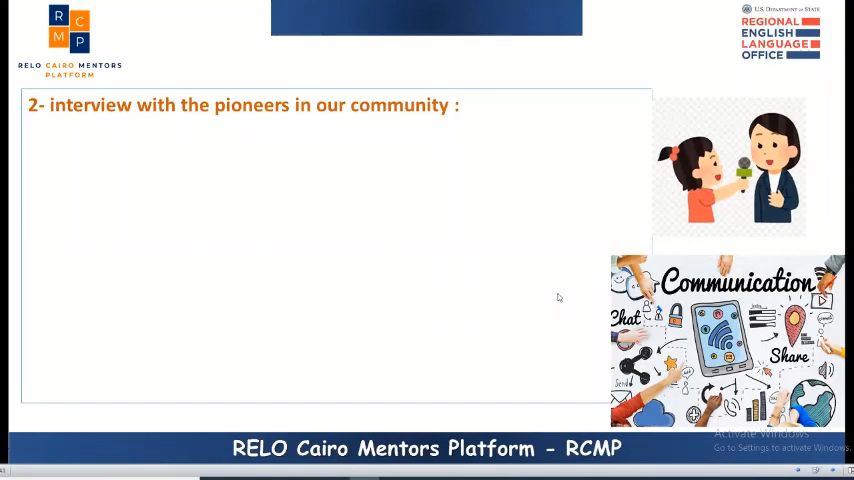 R
C
M
P
RELO CAIRO MENTORS
PLATFORM
U.S. DEPARTMENT OF STATE
REGIONAL
ENGLISH
LANGUAGE
OFFICE
2- interview with the pioneers in our community :
Communication
Chat
Share
Send
RELO Cairo Mentors Platform - RCMP
Activate Windows
Go to Settings to activate Windows.